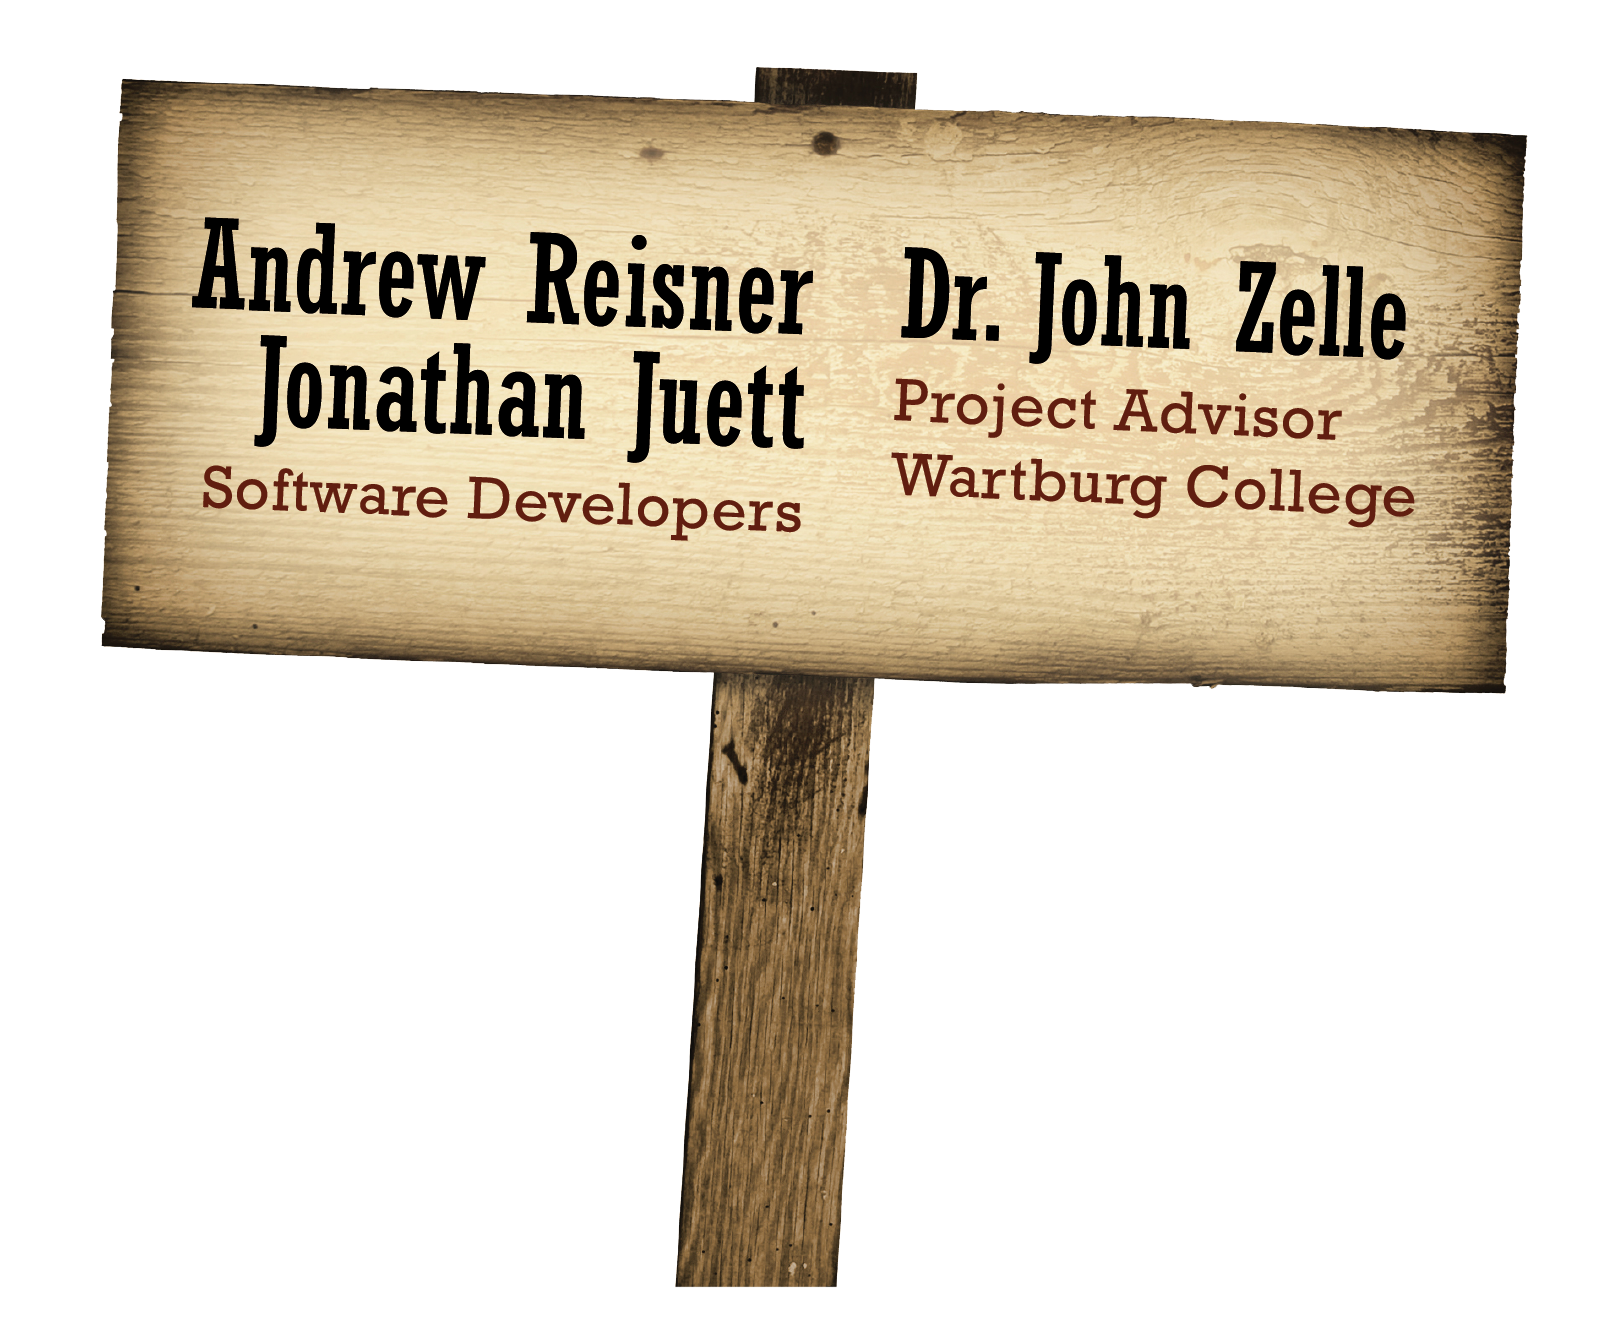 Andrew Reisner
Jonathan Juett
Software Developers
Dr. John Zelle
Project Advisor
Wartburg College